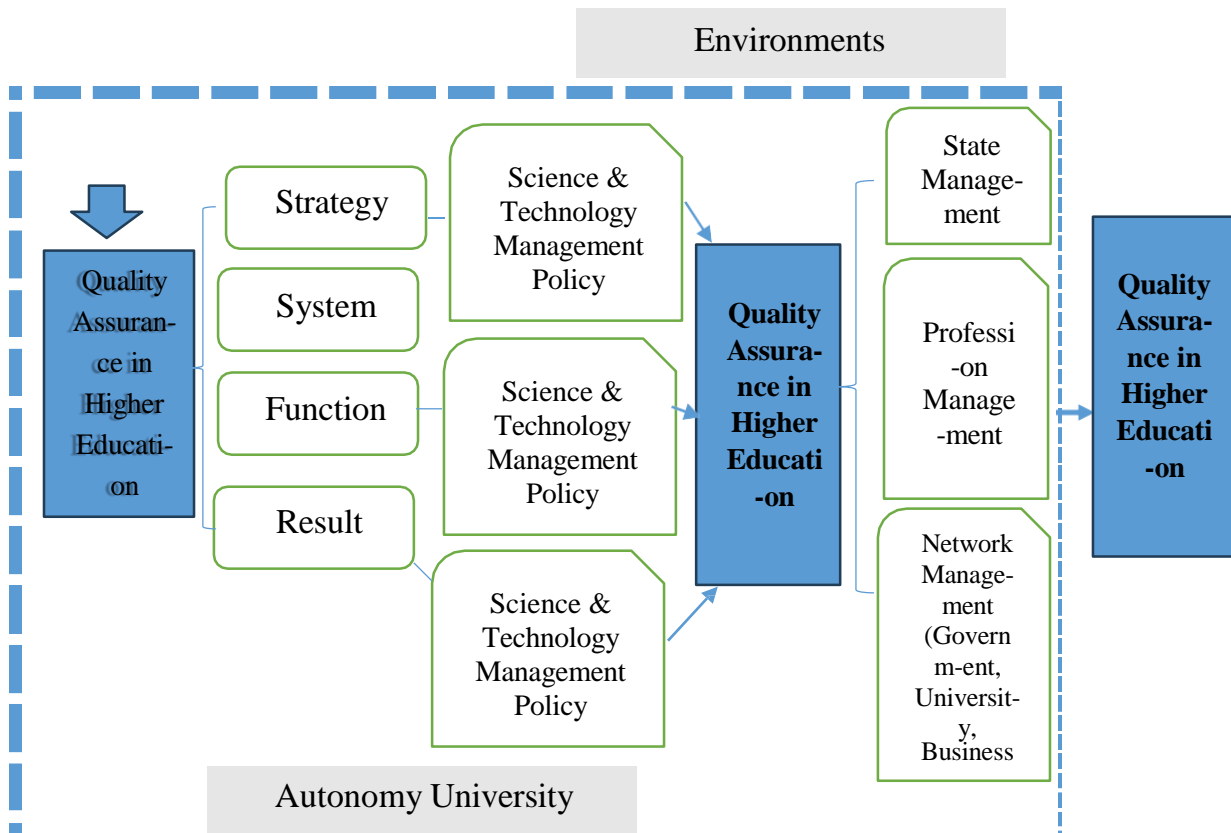 Environments
Quality
Assuran-
ce in
Higher
Educati-
on
Strategy
System
Function
Result
Science &
Technology
Management
Policy
Science &
Technology
Management
Policy
Science &
Technology
Management
Policy
Quality
Assura-
nce in
Higher
Educati
-on
State
Manage-
ment
Professi
-on
Manage
-ment
Network
Manage-
ment
(Govern
m-ent,
Universit-
y,
Business
Quality
Assura-
nce in
Higher
Educati
-on
Autonomy University